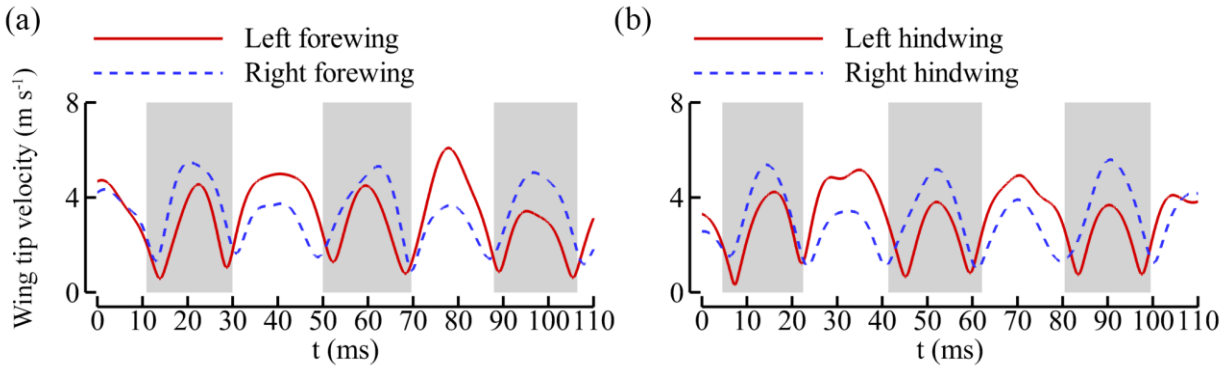 (a)
Left forewing
Right forewing
Wing tip velocity (m s⁻¹)
8
4
0
0 10 20 30 40 50 60 70 80 90 100 110
t (ms)
(b)
Left hindwing
Right hindwing
8
4
0
0 10 20 30 40 50 60 70 80 90 100 110
t (ms)